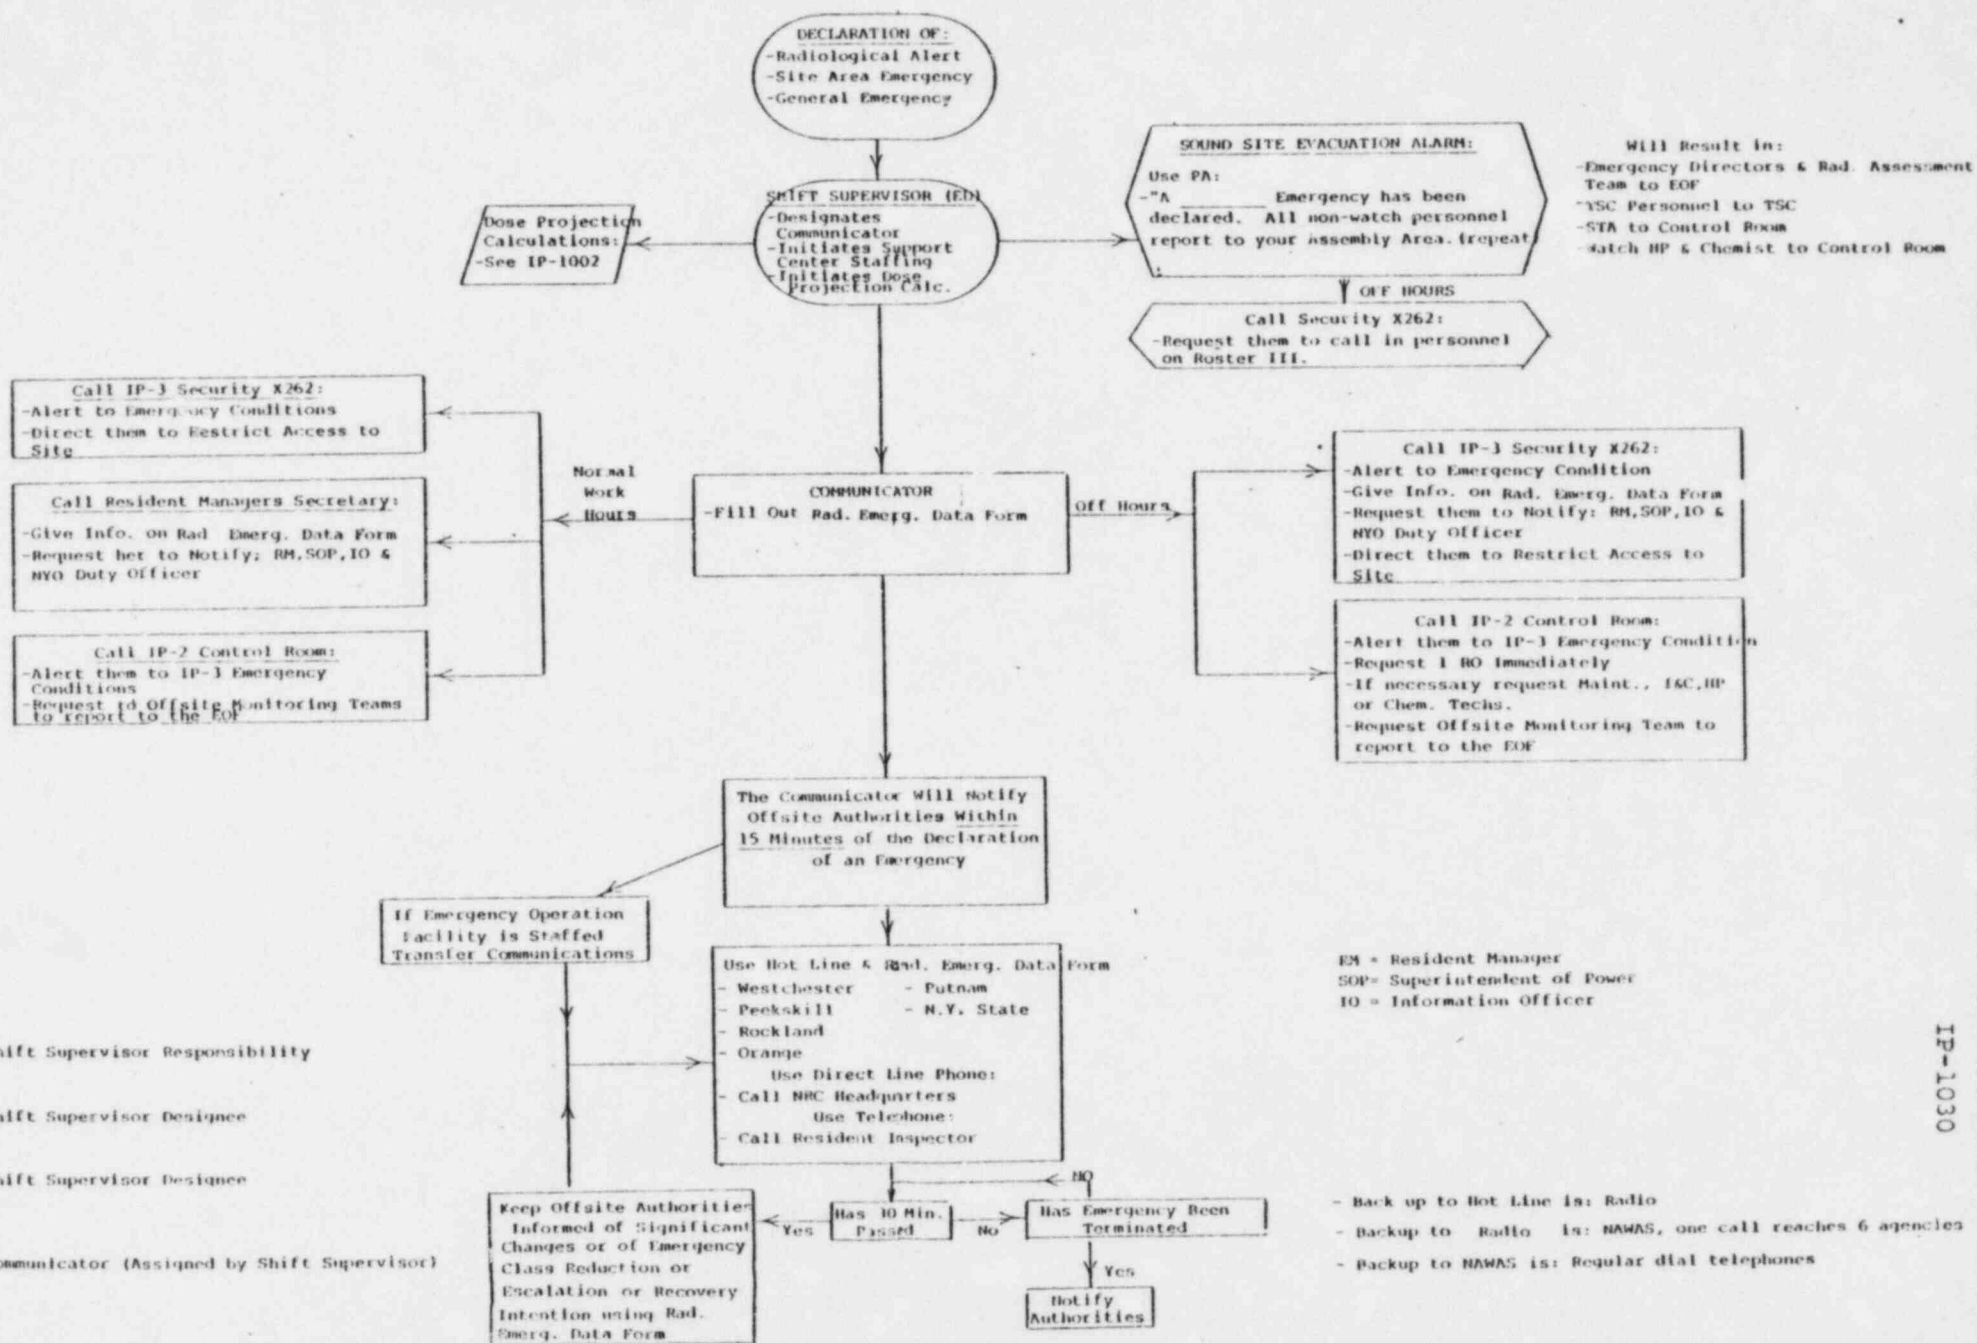 DECLARATION OF:
-Radiological Alert
-Site Area Emergency
-General Emergency
SHIFT SUPERVISOR (ED)
-Designates
Communicator
-Initiates Support
Center Staffing
-Initiates Dose
Projection Calc.
Dose Projection
Calculations:
-See IP-1002
SOUND SITE EVACUATION ALARM:
Use PA:
-"A ________ Emergency has been
declared. All non-watch personnel
report to your Assembly Area. (repeat)
OFF HOURS
Call Security X262:
-Request them to call in personnel
on Roster III.
Will Result in:
-Emergency Directors & Rad. Assessment
Team to EOF
-TSC Personnel to TSC
-STA to Control Room
-Watch HP & Chemist to Control Room
Call IP-3 Security X262:
-Alert to Emergency Conditions
-Direct them to Restrict Access to
Site
Call Resident Managers Secretary:
-Give Info. on Rad Emerg. Data Form
-Request her to Notify; RM,SOP,IO &
NYO Duty Officer
Call IP-2 Control Room:
-Alert them to IP-3 Emergency
Conditions
-Request Offsite Monitoring Teams
to report to the EOF
Normal
Work
Hours
COMMUNICATOR
-Fill Out Rad. Emerg. Data Form
Off Hours
Call IP-3 Security X262:
-Alert to Emergency Condition
-Give Info. on Rad. Emerg. Data Form
-Request them to Notify: RM,SOP,IO &
NYO Duty Officer
-Direct them to Restrict Access to
Site
Call IP-2 Control Room:
-Alert them to IP-3 Emergency Condition
-Request 1 RO Immediately
-If necessary request Maint., I&C,HP
or Chem. Techs.
-Request Offsite Monitoring Team to
report to the EOF
The Communicator Will Notify
Offsite Authorities Within
15 Minutes of the Declaration
of an Emergency
If Emergency Operation
Facility is Staffed
Transfer Communications
Use Hot Line & Rad. Emerg. Data Form
- Westchester - Putnam
- Peekskill - N.Y. State
- Rockland
- Orange
Use Direct Line Phone:
- Call NRC Headquarters
Use Telephone:
- Call Resident Inspector
RM = Resident Manager
SOP= Superintendent of Power
IO = Information Officer
IP-1030
hift Supervisor Responsibility
hift Supervisor Designee
hift Supervisor Designee
ommunicator (Assigned by Shift Supervisor)
Keep Offsite Authorities
Informed of Significant
Changes or of Emergency
Class Reduction or
Escalation or Recovery
Intention using Rad.
Emerg. Data Form
Yes
Has 30 Min.
Passed
No
NO
Has Emergency Been
Terminated
Yes
Notify
Authorities
- Back up to Hot Line is: Radio
- Backup to Radio is: NAWAS, one call reaches 6 agencies
- Backup to NAWAS is: Regular dial telephones